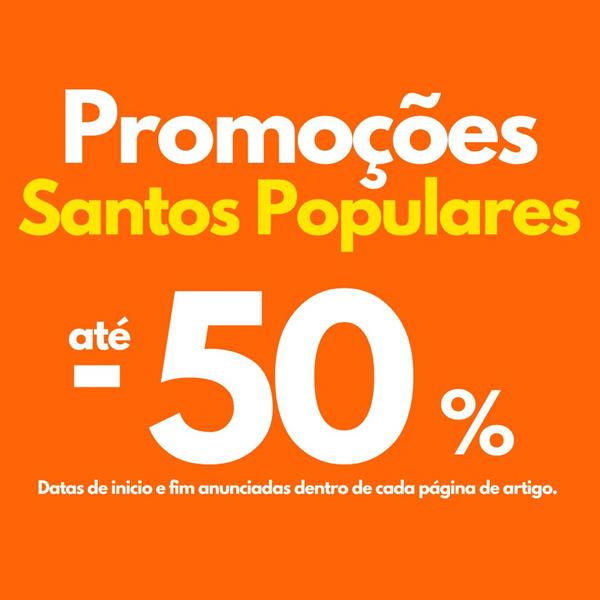 Promoções
Santos Populares
até
- 50 %
Datas de inicio e fim anunciadas dentro de cada página de artigo.